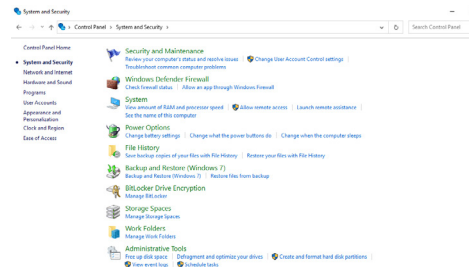 System and Security
Control Panel > System and Security >
Search Control Panel
Control Panel Home
System and Security
Network and Internet
Hardware and Sound
Programs
User Accounts
Appearance and
Personalization
Clock and Region
Ease of Access
Security and Maintenance
Review your computer's status and resolve issues
Change User Account Control settings
Troubleshoot common computer problems
Windows Defender Firewall
Check firewall status
Allow an app through Windows Firewall
System
View amount of RAM and processor speed
Allow remote access
Launch remote assistance
See the name of this computer
Power Options
Change battery settings
Change what the power buttons do
Change when the computer sleeps
File History
Save backup copies of your files with File History
Restore your files with File History
Backup and Restore (Windows 7)
Backup and Restore (Windows 7)
Restore files from backup
BitLocker Drive Encryption
Manage BitLocker
Storage Spaces
Manage Storage Spaces
Work Folders
Manage Work Folders
Administrative Tools
Free up disk space
Defragment and optimize your drives
Create and format hard disk partitions
View event logs
Schedule tasks